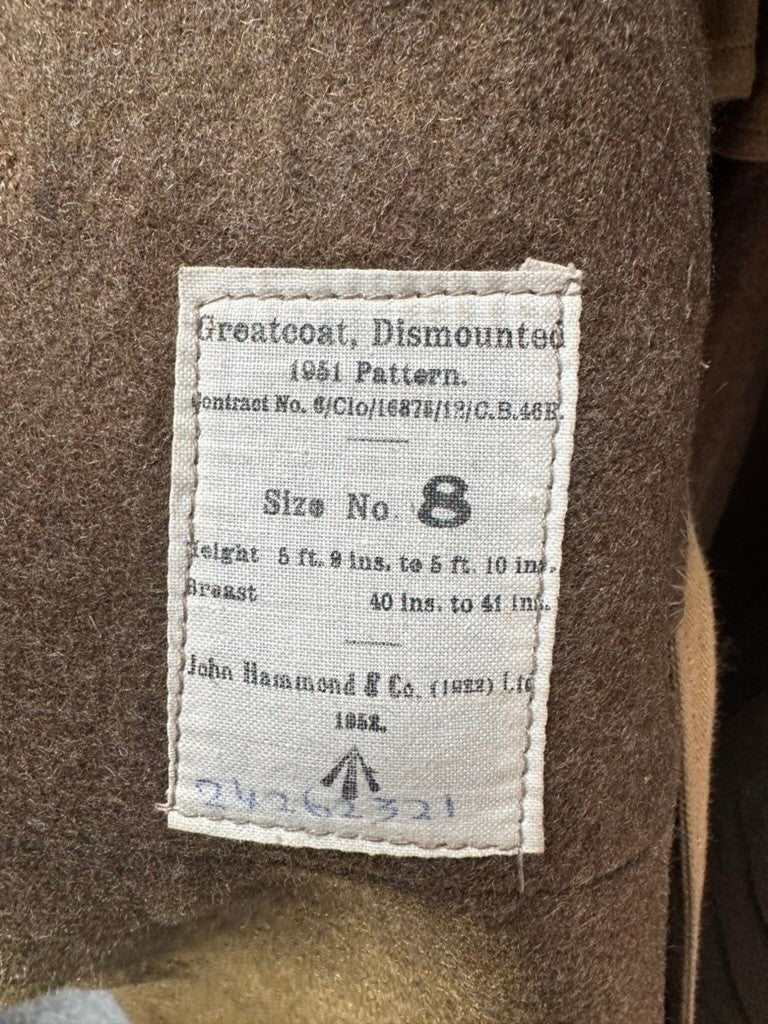 Greatcoat, Dismounted
1951 Pattern.
Contract No. 6/Clo/16875/12/C.B.46E.
Size No. 8
Height 5 ft. 9 ins. to 5 ft. 10 ins.
Breast 40 ins. to 41 ins.
John Hammond & Co. (1922) Ltd
1952.
24262321